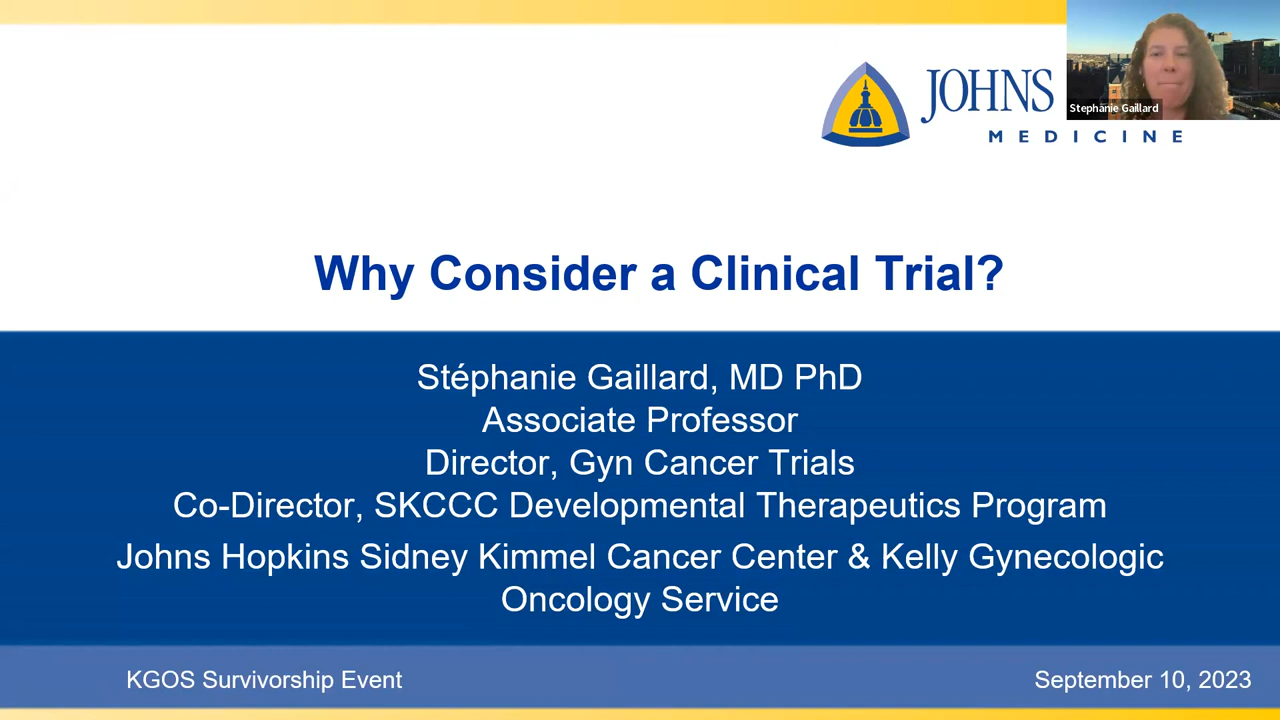 JOHNS
MEDICINE
Stephanie Gaillard
Why Consider a Clinical Trial?
Stéphanie Gaillard, MD PhD
Associate Professor
Director, Gyn Cancer Trials
Co-Director, SKCCC Developmental Therapeutics Program
Johns Hopkins Sidney Kimmel Cancer Center & Kelly Gynecologic
Oncology Service
KGOS Survivorship Event
September 10, 2023